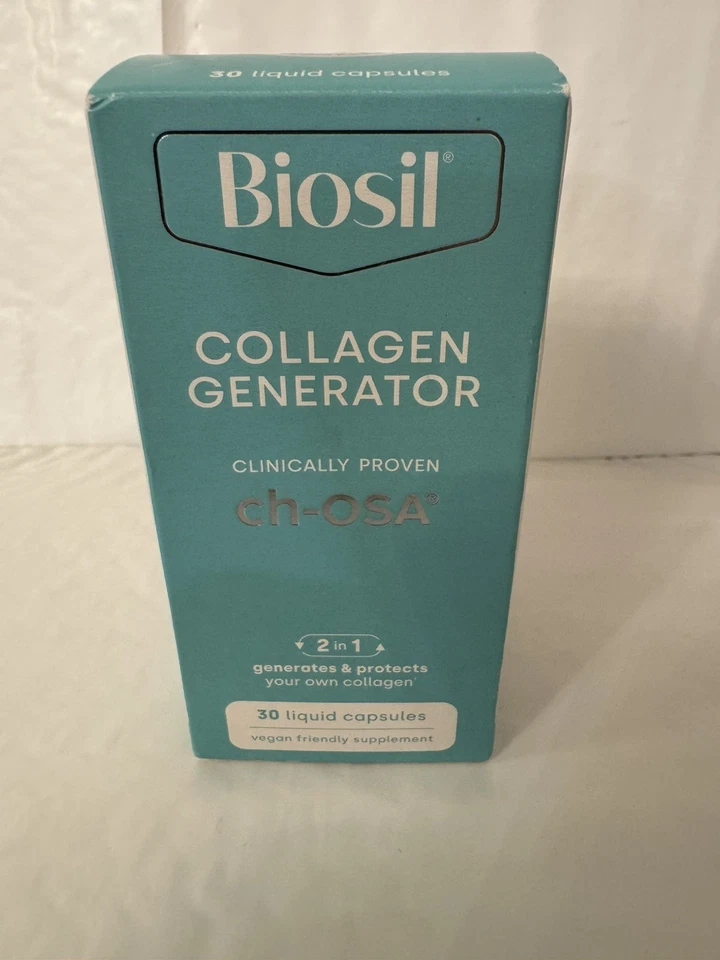 30 liquid capsules
Biosil®
COLLAGEN
GENERATOR
CLINICALLY PROVEN
ch-OSA®
2 in 1
generates & protects
your own collagen'
30 liquid capsules
vegan friendly supplement